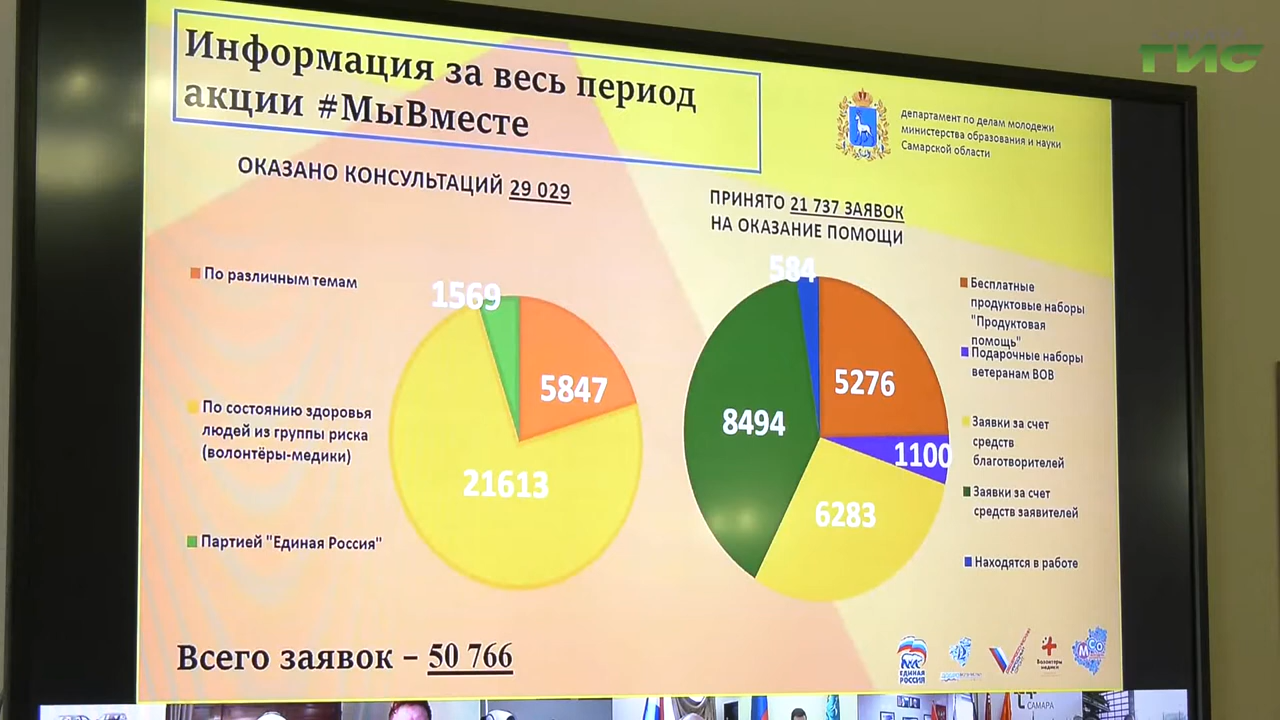 Информация за весь период
акции #МыВместе
ГИС
департамент по делам молодежи
министерства образования и науки
Самарской области
ОКАЗАНО КОНСУЛЬТАЦИЙ 29 029
По различным темам
По состоянию здоровья
людей из группы риска
(волонтёры-медики)
Партией "Единая Россия"
1569
5847
21613
ПРИНЯТО 21 737 ЗАЯВОК
НА ОКАЗАНИЕ ПОМОЩИ
584
5276
8494
1100
6283
Бесплатные
продуктовые наборы
"Продуктовая
помощь"
Подарочные наборы
ветеранам ВОВ
Заявки за счет
средств
благотворителей
Заявки за счет
средств заявителей
Находятся в работе
Всего заявок – 50 766
ЕДИНАЯ
РОССИЯ
Волонтеры
медики
МСО
САМАРА